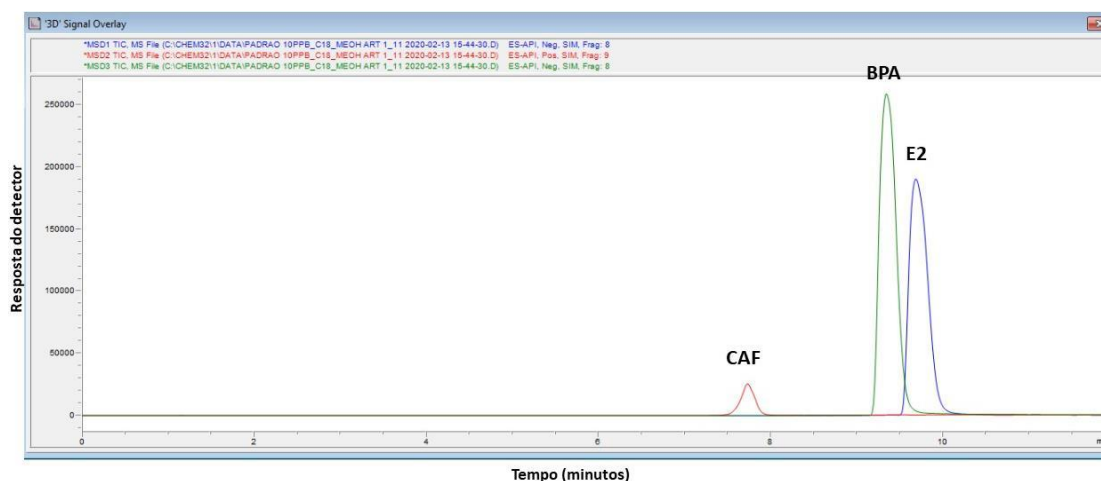 '3D' Signal Overlay
*MSD1 TIC, MS File (C:\CHEM32\1\DATA\PADRAO 10PPB_C18_MEOH ART 1_11 2020-02-13 15-44-30.D) ES-API, Neg, SIM, Frag: 8
*MSD2 TIC, MS File (C:\CHEM32\1\DATA\PADRAO 10PPB_C18_MEOH ART 1_11 2020-02-13 15-44-30.D) ES-API, Pos, SIM, Frag: 9
*MSD3 TIC, MS File (C:\CHEM32\1\DATA\PADRAO 10PPB_C18_MEOH ART 1_11 2020-02-13 15-44-30.D) ES-API, Neg, SIM, Frag: 8
BPA
E2
CAF
Resposta do detector
250000
200000
150000
100000
50000
0
0 2 4 6 8 10 m
Tempo (minutos)